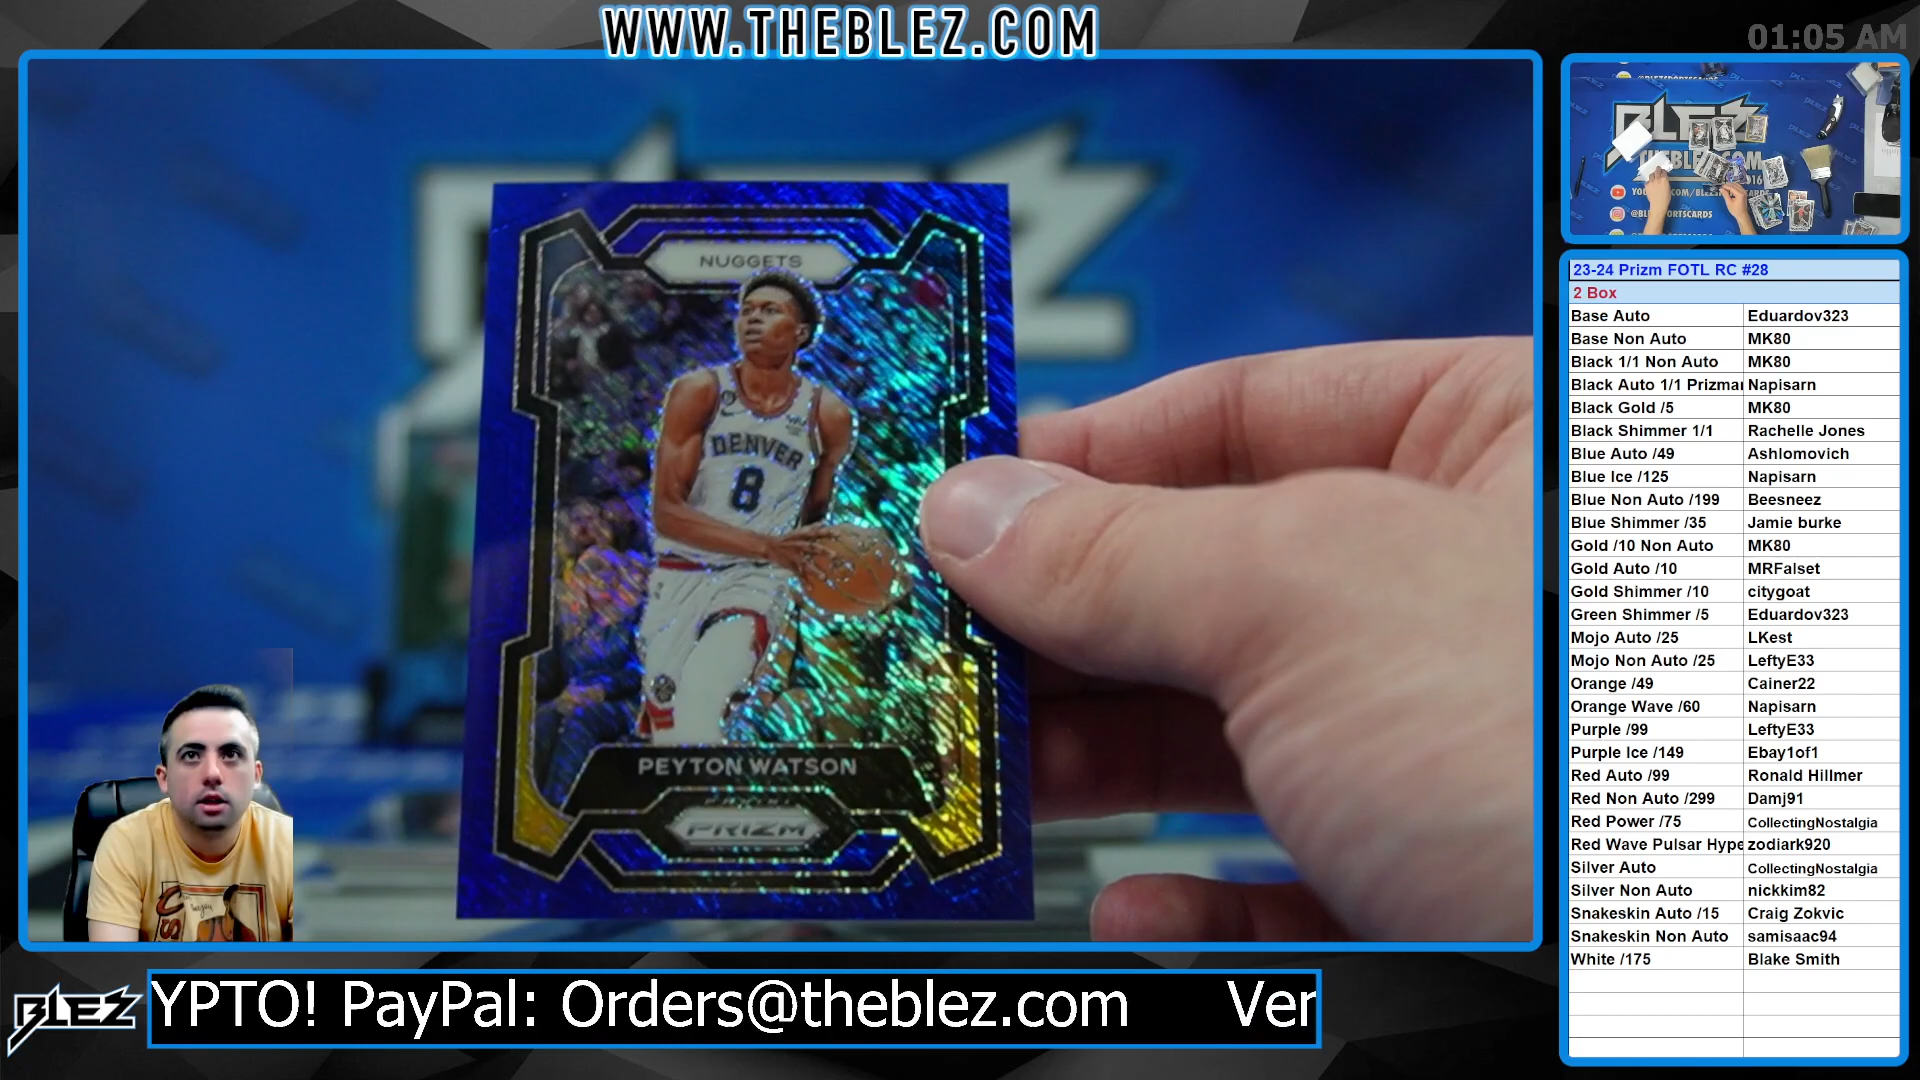 WWW.THEBLEZ.COM
01:05 AM
NUGGETS
DENVER
8
PEYTON WATSON
PANINI
PRIZM
BLEZ
THEBLEZ.COM
@BLEZSPORTSCARDS
23-24 Prizm FOTL RC #28
2 Box
Base Auto Eduardov323
Base Non Auto MK80
Black 1/1 Non Auto MK80
Black Auto 1/1 Prizmar Napisarn
Black Gold /5 MK80
Black Shimmer 1/1 Rachelle Jones
Blue Auto /49 Ashlomovich
Blue Ice /125 Napisarn
Blue Non Auto /199 Beesneez
Blue Shimmer /35 Jamie burke
Gold /10 Non Auto MK80
Gold Auto /10 MRFalset
Gold Shimmer /10 citygoat
Green Shimmer /5 Eduardov323
Mojo Auto /25 LKest
Mojo Non Auto /25 LeftyE33
Orange /49 Cainer22
Orange Wave /60 Napisarn
Purple /99 LeftyE33
Purple Ice /149 Ebay1of1
Red Auto /99 Ronald Hillmer
Red Non Auto /299 Damj91
Red Power /75 CollectingNostalgia
Red Wave Pulsar Hype zodiark920
Silver Auto CollectingNostalgia
Silver Non Auto nickkim82
Snakeskin Auto /15 Craig Zokvic
Snakeskin Non Auto samisaac94
White /175 Blake Smith
BLEZ
YPTO! PayPal: Orders@theblez.com Ven